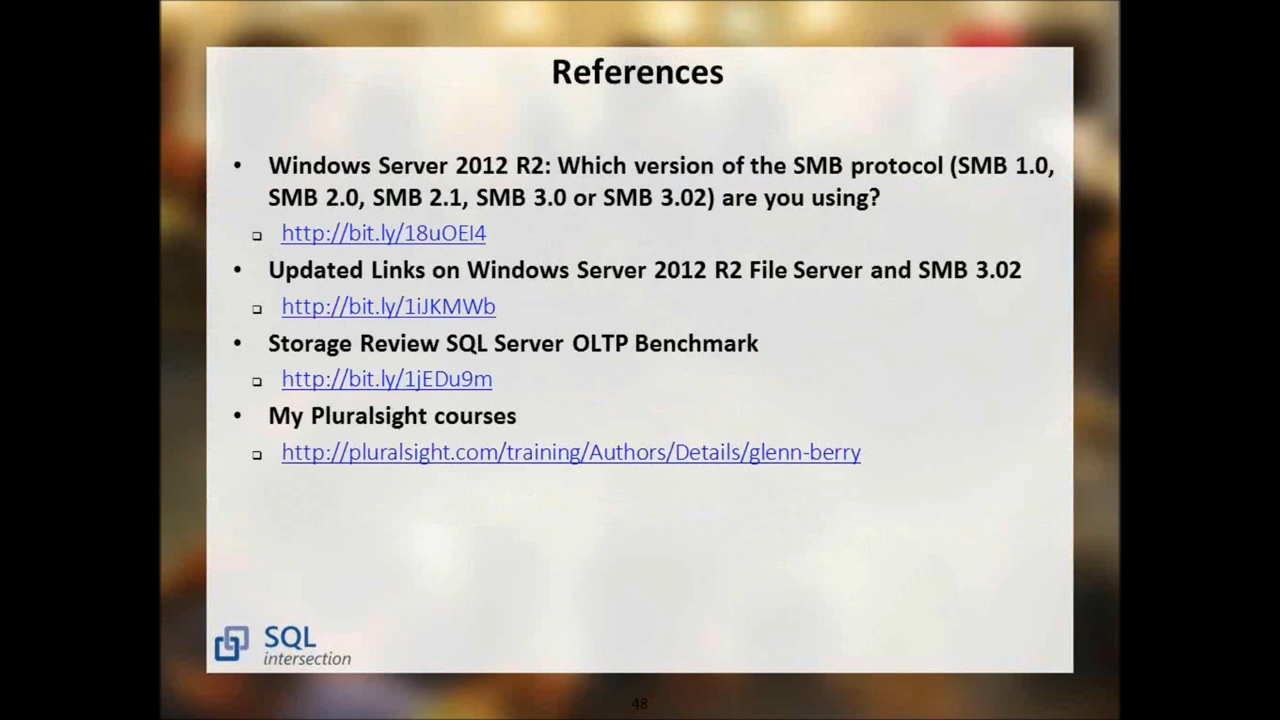 References
• Windows Server 2012 R2: Which version of the SMB protocol (SMB 1.0,
SMB 2.0, SMB 2.1, SMB 3.0 or SMB 3.02) are you using?
http://bit.ly/18uOEI4
• Updated Links on Windows Server 2012 R2 File Server and SMB 3.02
http://bit.ly/1iJKMWb
• Storage Review SQL Server OLTP Benchmark
http://bit.ly/1jEDu9m
• My Pluralsight courses
http://pluralsight.com/training/Authors/Details/glenn-berry
SQL
intersection
48